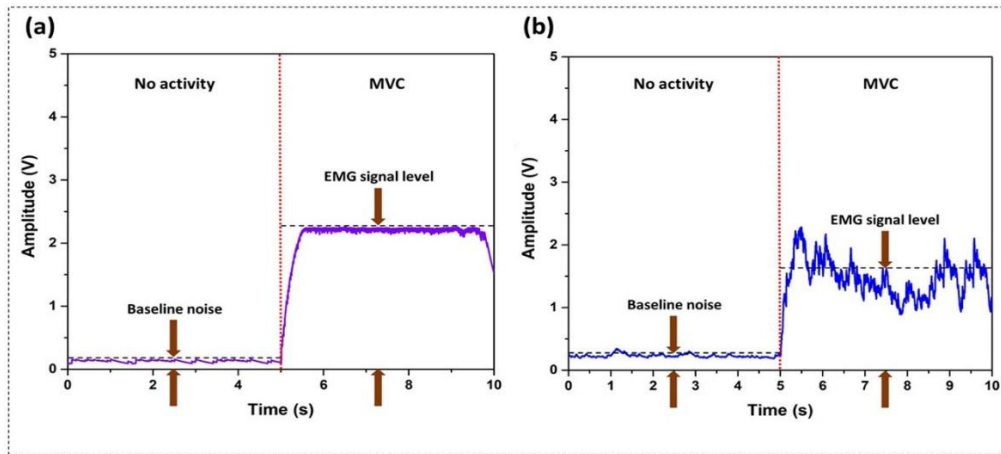 (a)
5
4
3
2
1
0
Amplitude (V)
No activity
MVC
EMG signal level
Baseline noise
0 2 4 6 8 10
Time (s)
(b)
5
4
3
2
1
0
Amplitude (V)
No activity
MVC
EMG signal level
Baseline noise
0 1 2 3 4 5 6 7 8 9 10
Time (s)